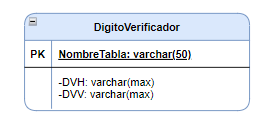 DigitoVerificador
PK NombreTabla: varchar(50)
-DVH: varchar(max)
-DVV: varchar(max)